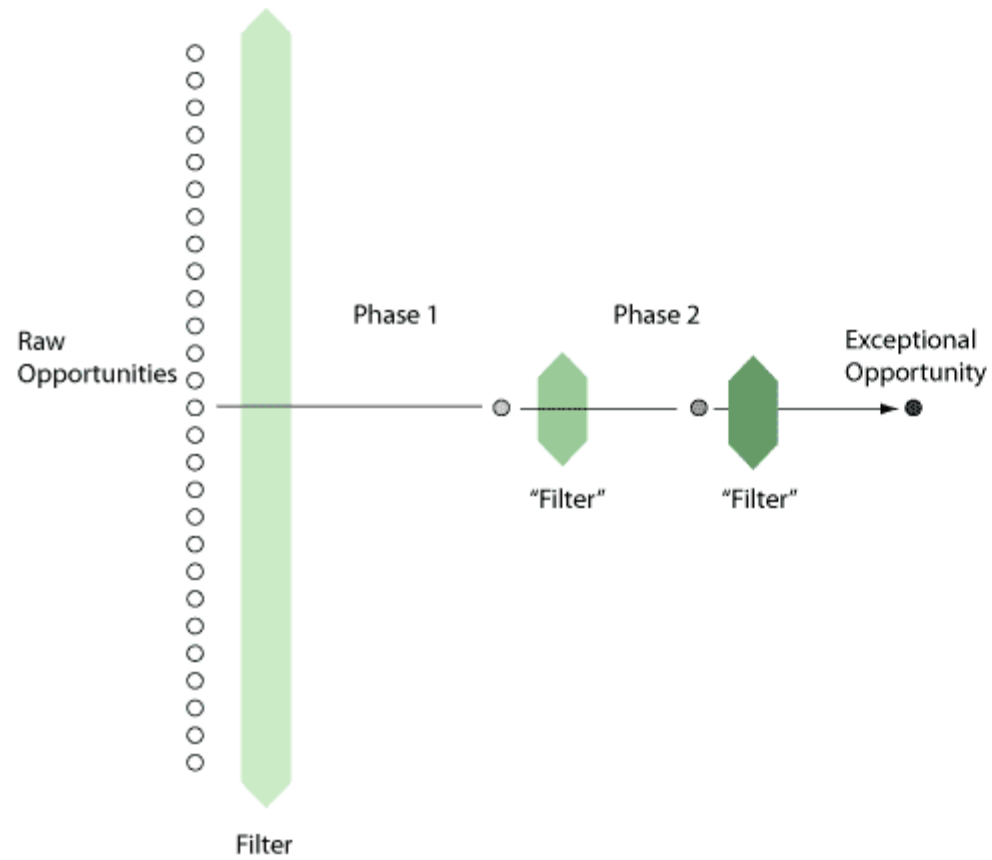 Phase 1
Phase 2
Raw
Opportunities
Exceptional
Opportunity
“Filter”
“Filter”
Filter